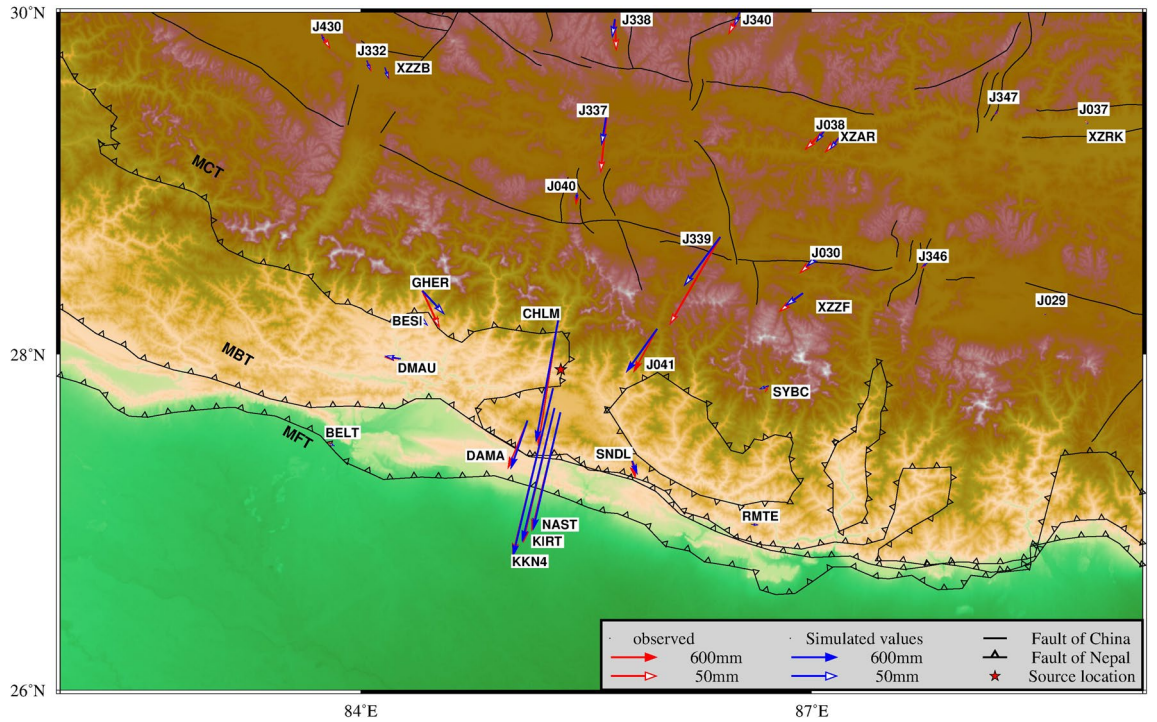 30°N
J430
J338
J340
J332
XZZB
J347
J337
J037
J038
XZAR
XZRK
MCT
J040
J339
J030
J346
GHER
XZZF
J029
CHLM
BESI
28°N
MBT
DMAU
J041
SYBC
MFT
BELT
DAMA
SNDL
RMTE
NAST
KIRT
KKN4
observed
Simulated values
Fault of China
600mm
600mm
Fault of Nepal
50mm
50mm
Source location
26°N
84°E
87°E